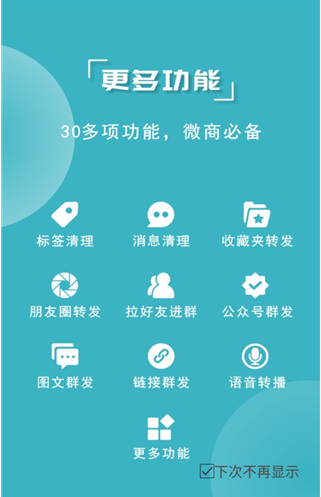 更多功能
30多项功能，微商必备
标签清理 消息清理 收藏夹转发
朋友圈转发 拉好友进群 公众号群发
图文群发 链接群发 语音转播
更多功能
下次不再显示